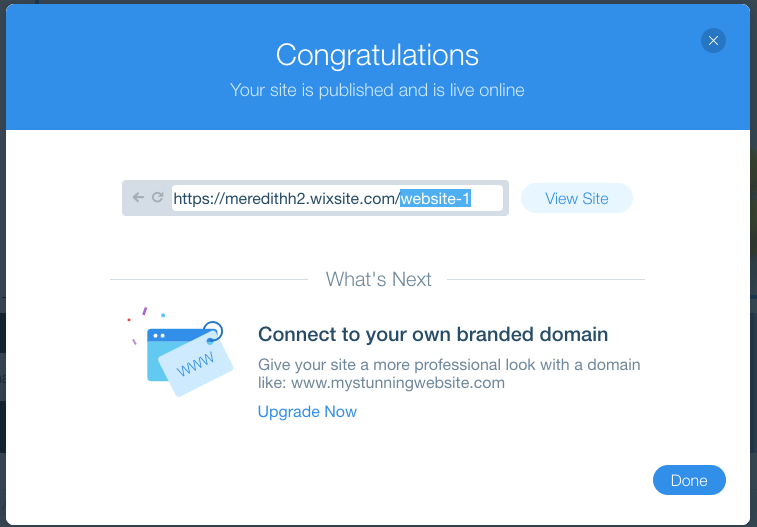 Congratulations
Your site is published and is live online
https://meredithh2.wixsite.com/website-1
View Site
What's Next
WWW
Connect to your own branded domain
Give your site a more professional look with a domain
like: www.mystunningwebsite.com
Upgrade Now
Done